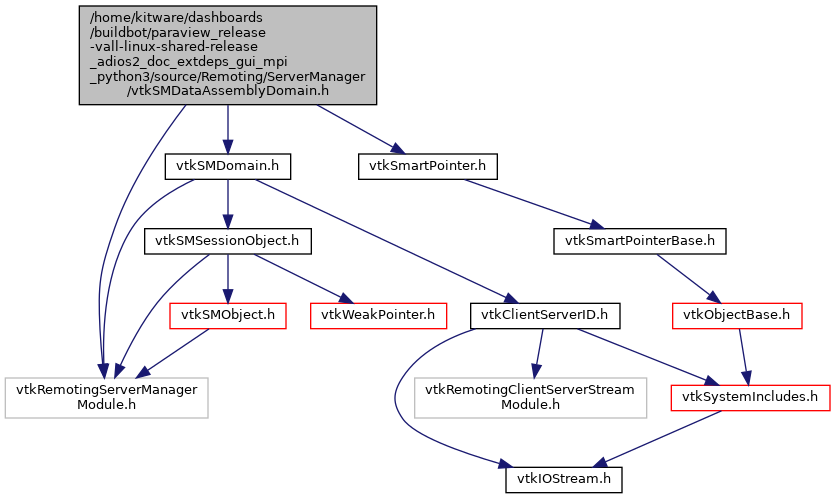 /home/kitware/dashboards
/buildbot/paraview_release
-vall-linux-shared-release
_adios2_doc_extdeps_gui_mpi
_python3/source/Remoting/ServerManager
/vtkSMDataAssemblyDomain.h
vtkSMDomain.h
vtkSmartPointer.h
vtkSMSessionObject.h
vtkSmartPointerBase.h
vtkSMObject.h
vtkWeakPointer.h
vtkClientServerID.h
vtkObjectBase.h
vtkRemotingServerManager
Module.h
vtkRemotingClientServerStream
Module.h
vtkSystemIncludes.h
vtkIOStream.h